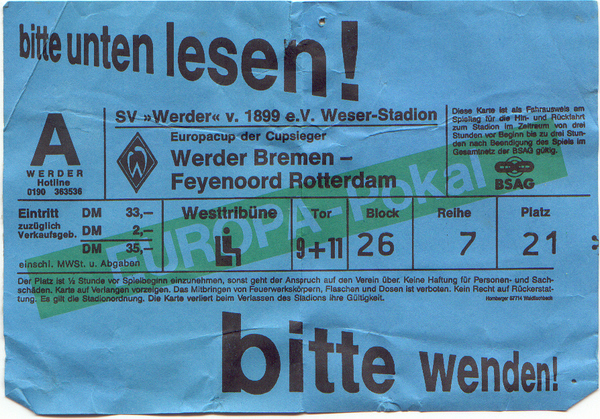 bitte unten lesen!
SV »Werder« v. 1899 e.V. Weser-Stadion
Diese Karte ist als Fahrausweis am
Spieltag für die Hin- und Rückfahrt
zum Stadion im Zeitraum von drei
Stunden vor Beginn bis zu drei Stun-
den nach Beendigung des Spiels im
Gesamtnetz der BSAG gültig.
BSAG
A
WERDER
Hotline
0190 363536
Europacup der Cupsieger
Werder Bremen –
Feyenoord Rotterdam
EUROPA-Pokal
Eintritt DM 33,–
zuzüglich
Verkaufsgeb. DM 2,–
DM 35,–
einschl. MWSt. u. Abgaben
Westtribüne
Tor Block Reihe Platz
9+11 26 7 21
Der Platz ist ½ Stunde vor Spielbeginn einzunehmen, sonst geht der Anspruch auf den Verein über. Keine Haftung für Personen- und Sach-
schäden. Karte auf Verlangen vorzeigen. Das Mitbringen von Feuerwerkskörpern, Flaschen und Dosen ist verboten. Kein Recht auf Rückerstat-
tung. Es gilt die Stadionordnung. Die Karte verliert beim Verlassen des Stadions ihre Gültigkeit.
bitte wenden!